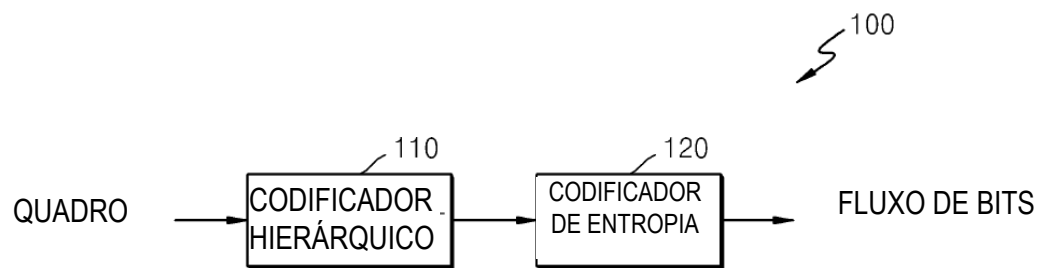 100
110
120
QUADRO
CODIFICADOR
HIERÁRQUICO
CODIFICADOR
DE ENTROPIA
FLUXO DE BITS